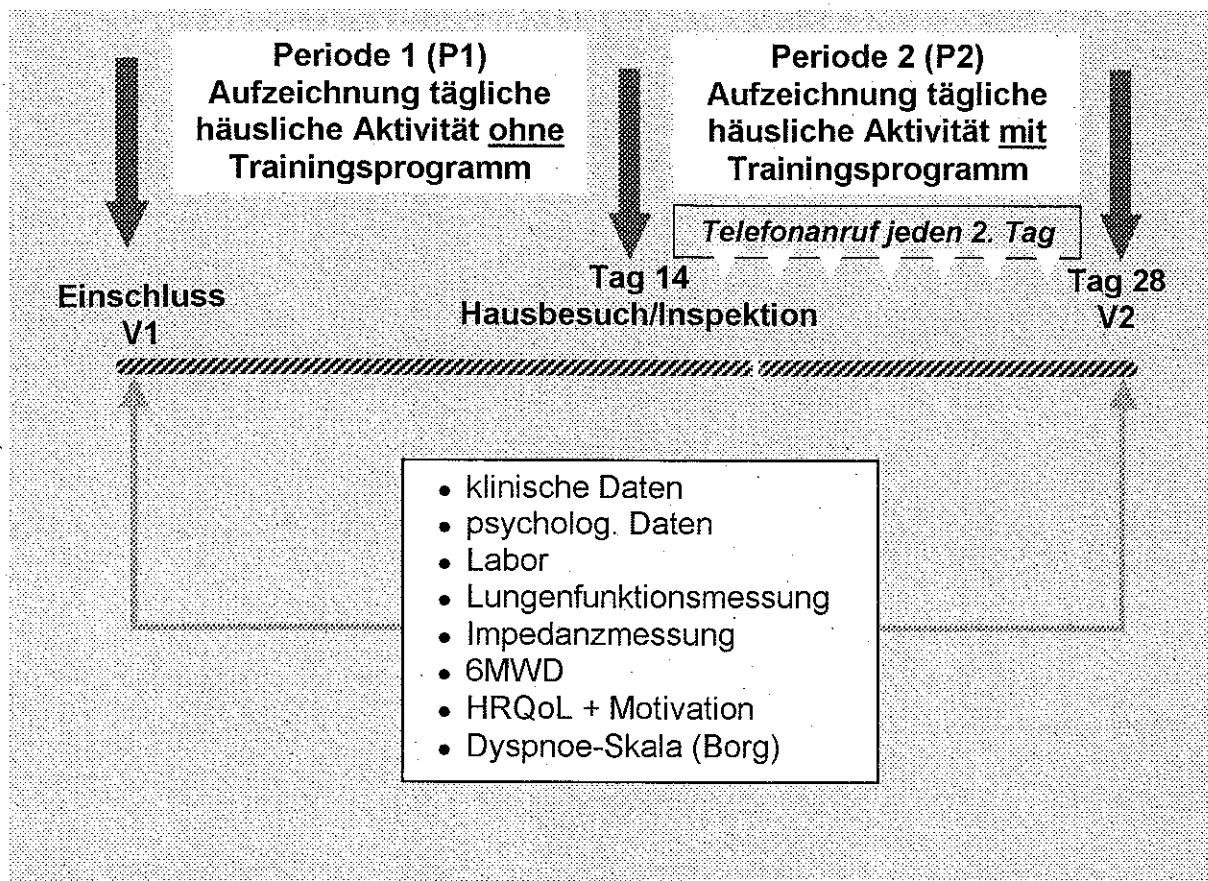 Periode 1 (P1)
Aufzeichnung tägliche
häusliche Aktivität ohne
Trainingsprogramm
Periode 2 (P2)
Aufzeichnung tägliche
häusliche Aktivität mit
Trainingsprogramm
Telefonanruf jeden 2. Tag
Einschluss
V1
Tag 14
Hausbesuch/Inspektion
Tag 28
V2
• klinische Daten
• psycholog. Daten
• Labor
• Lungenfunktionsmessung
• Impedanzmessung
• 6MWD
• HRQoL + Motivation
• Dyspnoe-Skala (Borg)